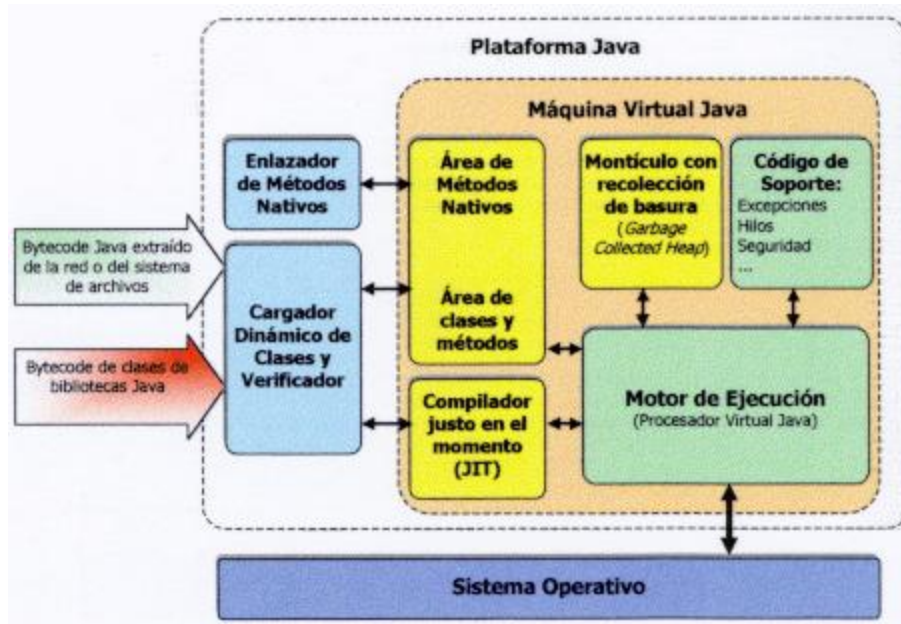 Plataforma Java
Máquina Virtual Java
Enlazador
de Métodos
Nativos
Área de
Métodos
Nativos
Área de
clases y
métodos
Montículo con
recolección
de basura
(Garbage
Collected Heap)
Código de
Soporte:
Excepciones
Hilos
Seguridad
...
Bytecode Java extraído
de la red o del sistema
de archivos
Cargador
Dinámico de
Clases y
Verificador
Bytecode de clases de
bibliotecas Java
Compilador
justo en el
momento
(JIT)
Motor de Ejecución
(Procesador Virtual Java)
Sistema Operativo